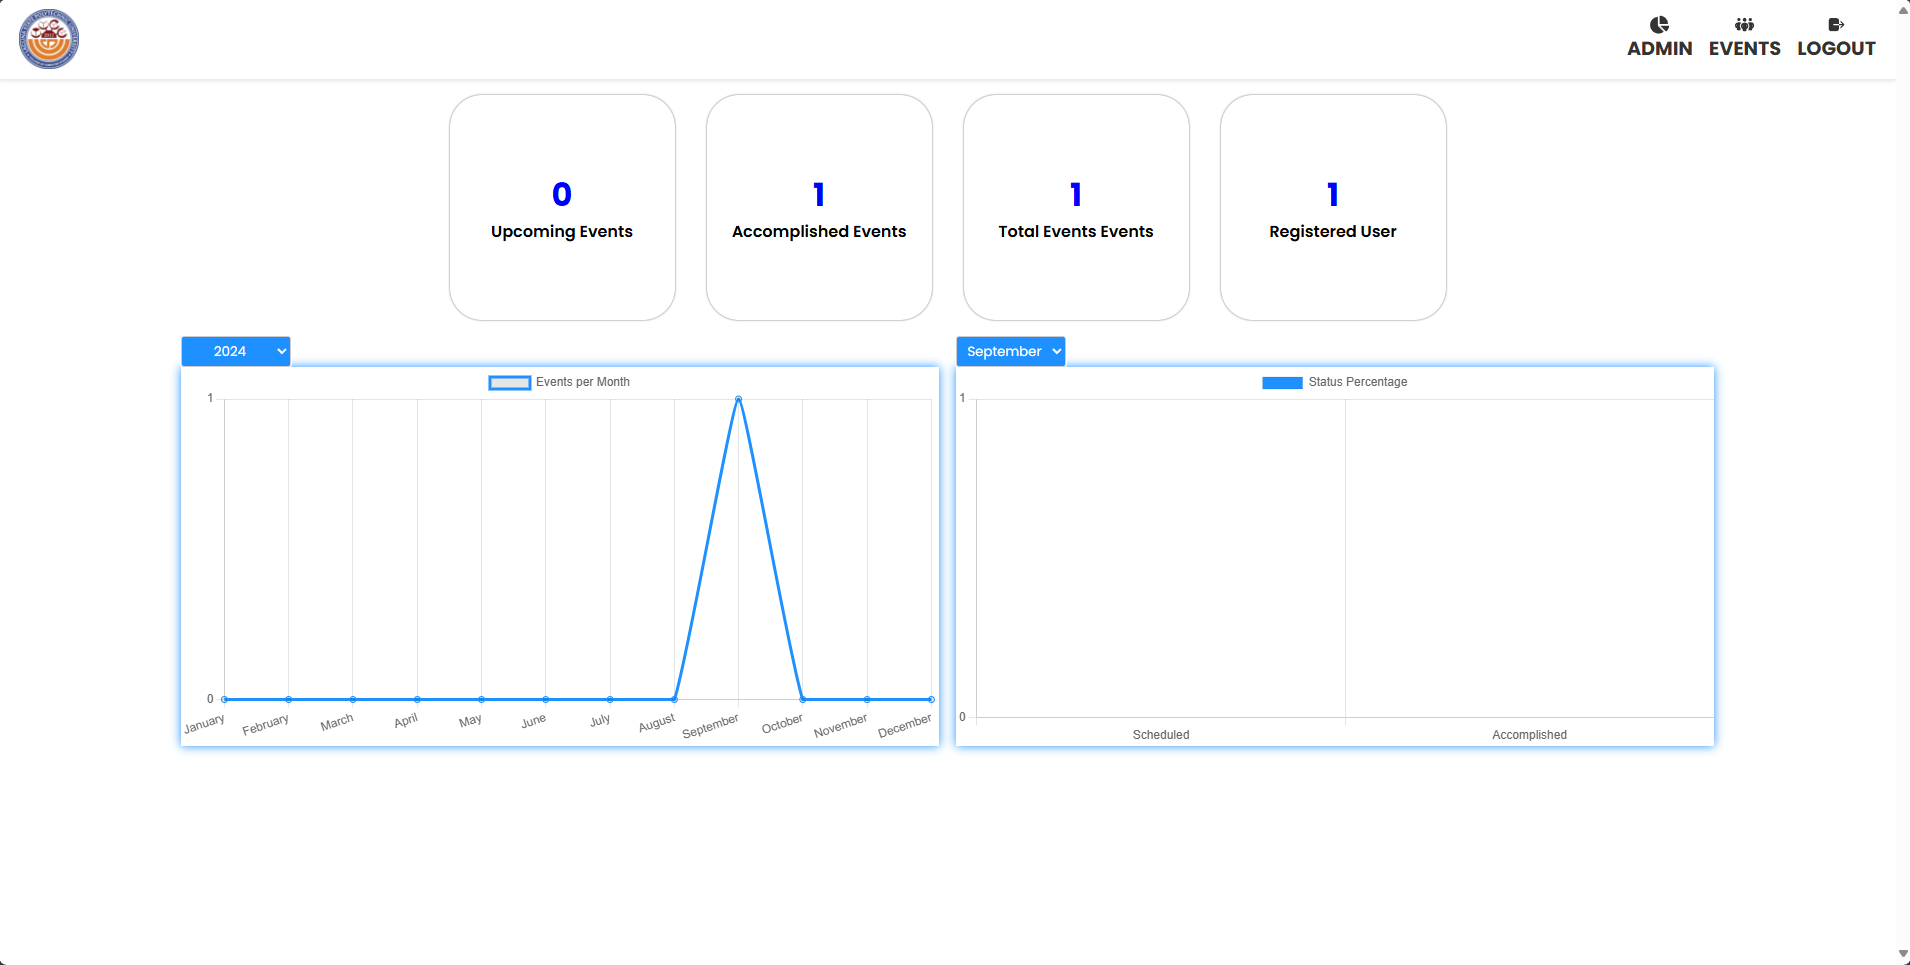 ADMIN EVENTS LOGOUT
0
Upcoming Events
1
Accomplished Events
1
Total Events Events
1
Registered User
2024
Events per Month
1
0
January February March April May June July August September October November December
September
Status Percentage
1
0
Scheduled Accomplished